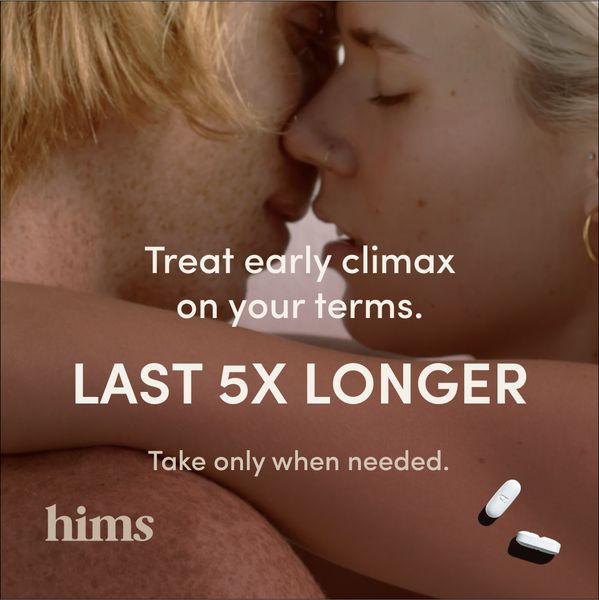 Treat early climax
on your terms.
LAST 5X LONGER
Take only when needed.
hims